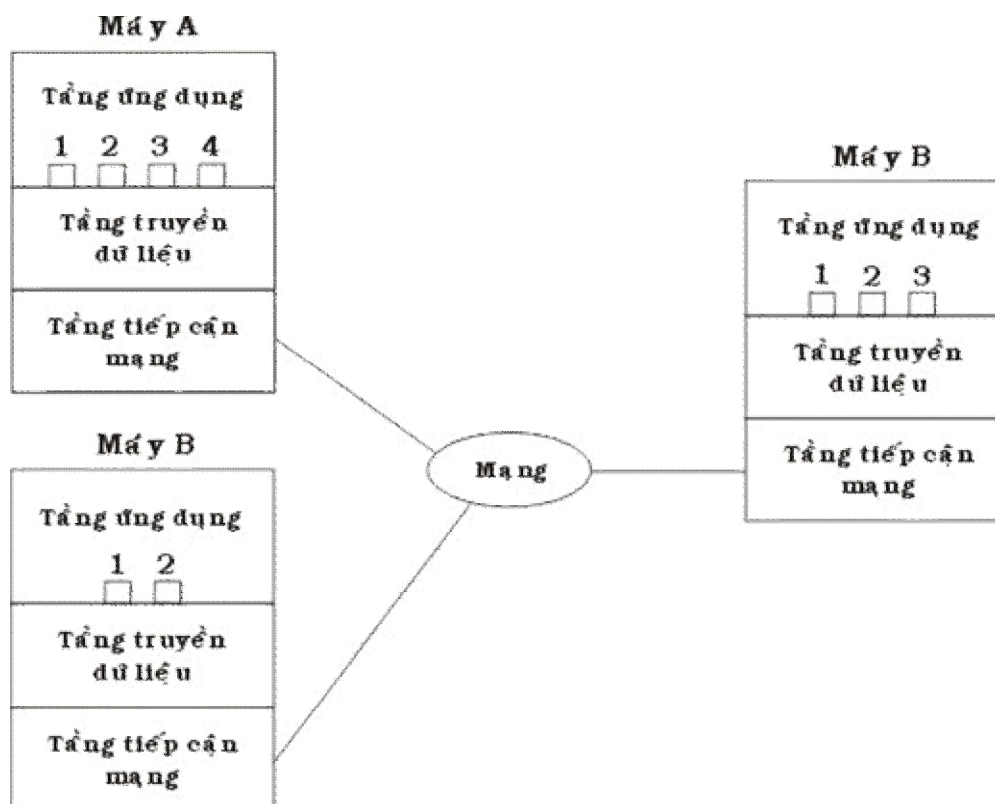 Máy A
Tầng ứng dụng
1 2 3 4
Tầng truyền
dữ liệu
Tầng tiếp cận
mạng
Máy B
Tầng ứng dụng
1 2
Tầng truyền
dữ liệu
Tầng tiếp cận
mạng
Mạng
Máy B
Tầng ứng dụng
1 2 3
Tầng truyền
dữ liệu
Tầng tiếp cận
mạng